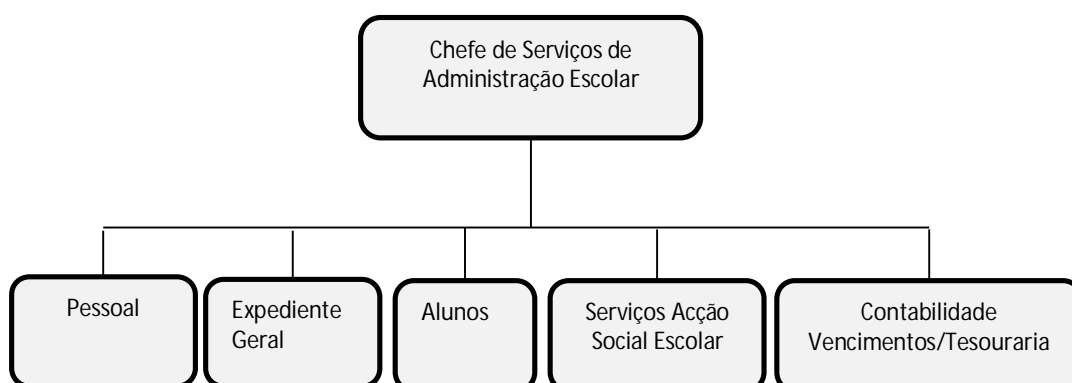 Chefe de Serviços de
Administração Escolar
Pessoal
Expediente
Geral
Alunos
Serviços Acção
Social Escolar
Contabilidade
Vencimentos/Tesouraria